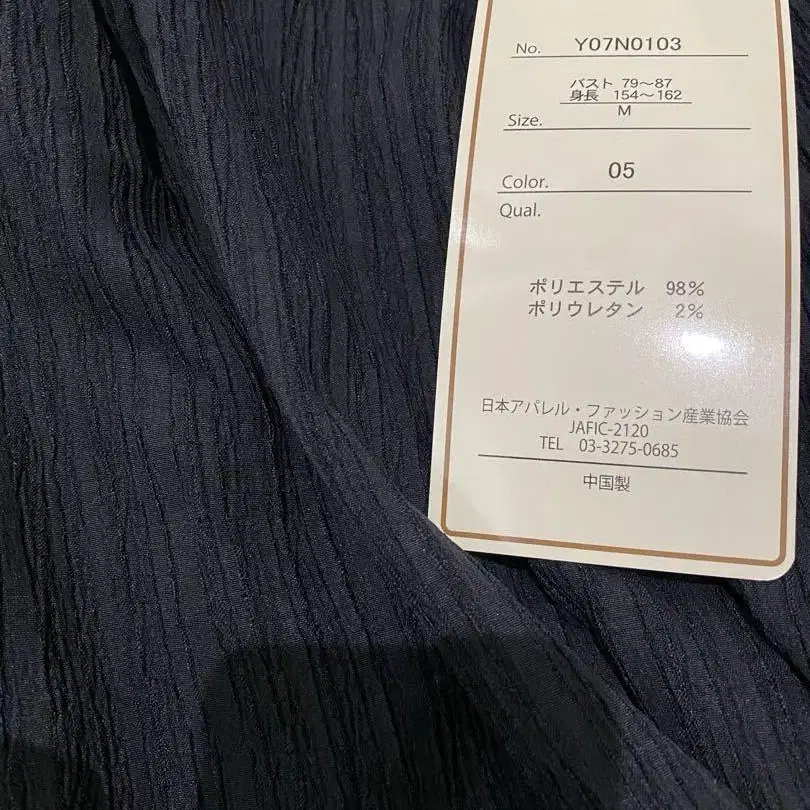 No. Y07N0103
バスト 79～87
身長 154～162
Size. M
Color. 05
Qual.
ポリエステル 98%
ポリウレタン 2%
日本アパレル・ファッション産業協会
JAFIC-2120
TEL 03-3275-0685
中国製